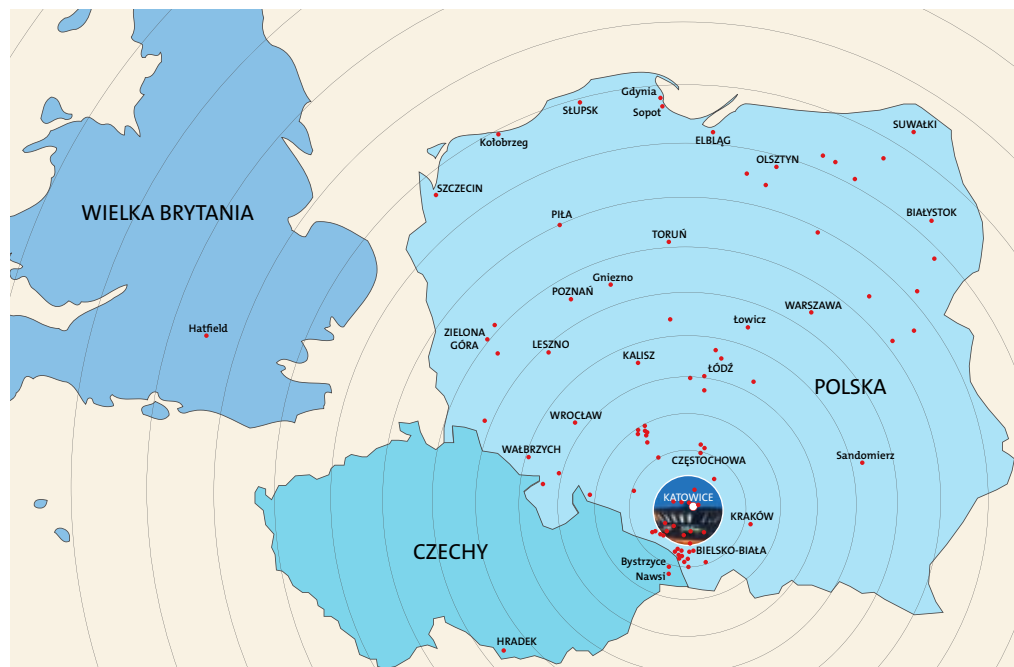 Gdynia
SŁUPSK
Sopot
SUWAŁKI
Kołobrzeg
ELBLĄG
OLSZTYN
SZCZECIN
WIELKA BRYTANIA
PIŁA
BIAŁYSTOK
TORUŃ
Gniezno
POZNAŃ
WARSZAWA
Hatfield
Łowicz
ZIELONA
GÓRA
LESZNO
KALISZ
ŁÓDŹ
POLSKA
WROCŁAW
WAŁBRZYCH
CZĘSTOCHOWA
Sandomierz
KATOWICE
KRAKÓW
CZECHY
BIELSKO-BIAŁA
Bystrzyce
Nawsi
HRADEK